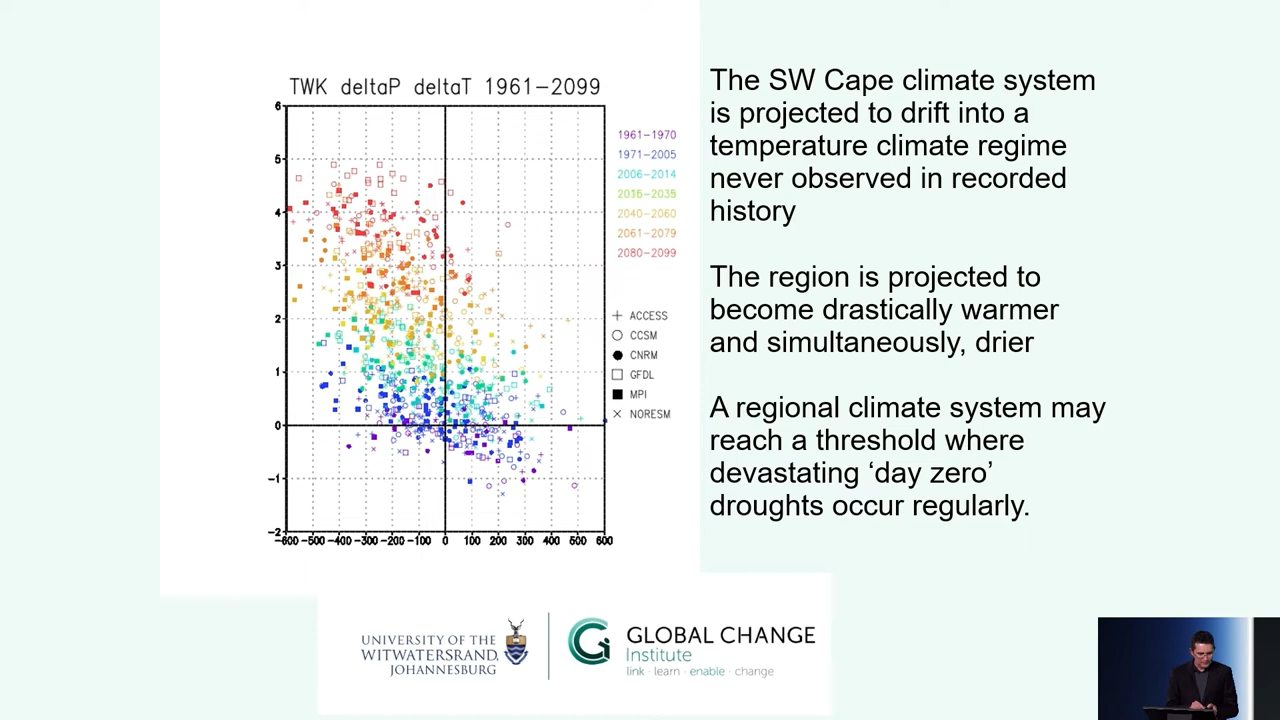 TWK deltaP deltaT 1961-2099
6
5
4
3
2
1
0
-1
-2
-600 -500 -400 -300 -200 -100 0 100 200 300 400 500 600
1961-1970
1971-2005
2006-2014
2040-2060
2061-2079
2080-2099
ACCESS
CCSM
CNRM
GFDL
MPI
NORESM
The SW Cape climate system
is projected to drift into a
temperature climate regime
never observed in recorded
history
The region is projected to
become drastically warmer
and simultaneously, drier
A regional climate system may
reach a threshold where
devastating ‘day zero’
droughts occur regularly.
UNIVERSITY OF THE
WITWATERSRAND,
JOHANNESBURG
GLOBAL CHANGE
Institute
link · learn · enable · change